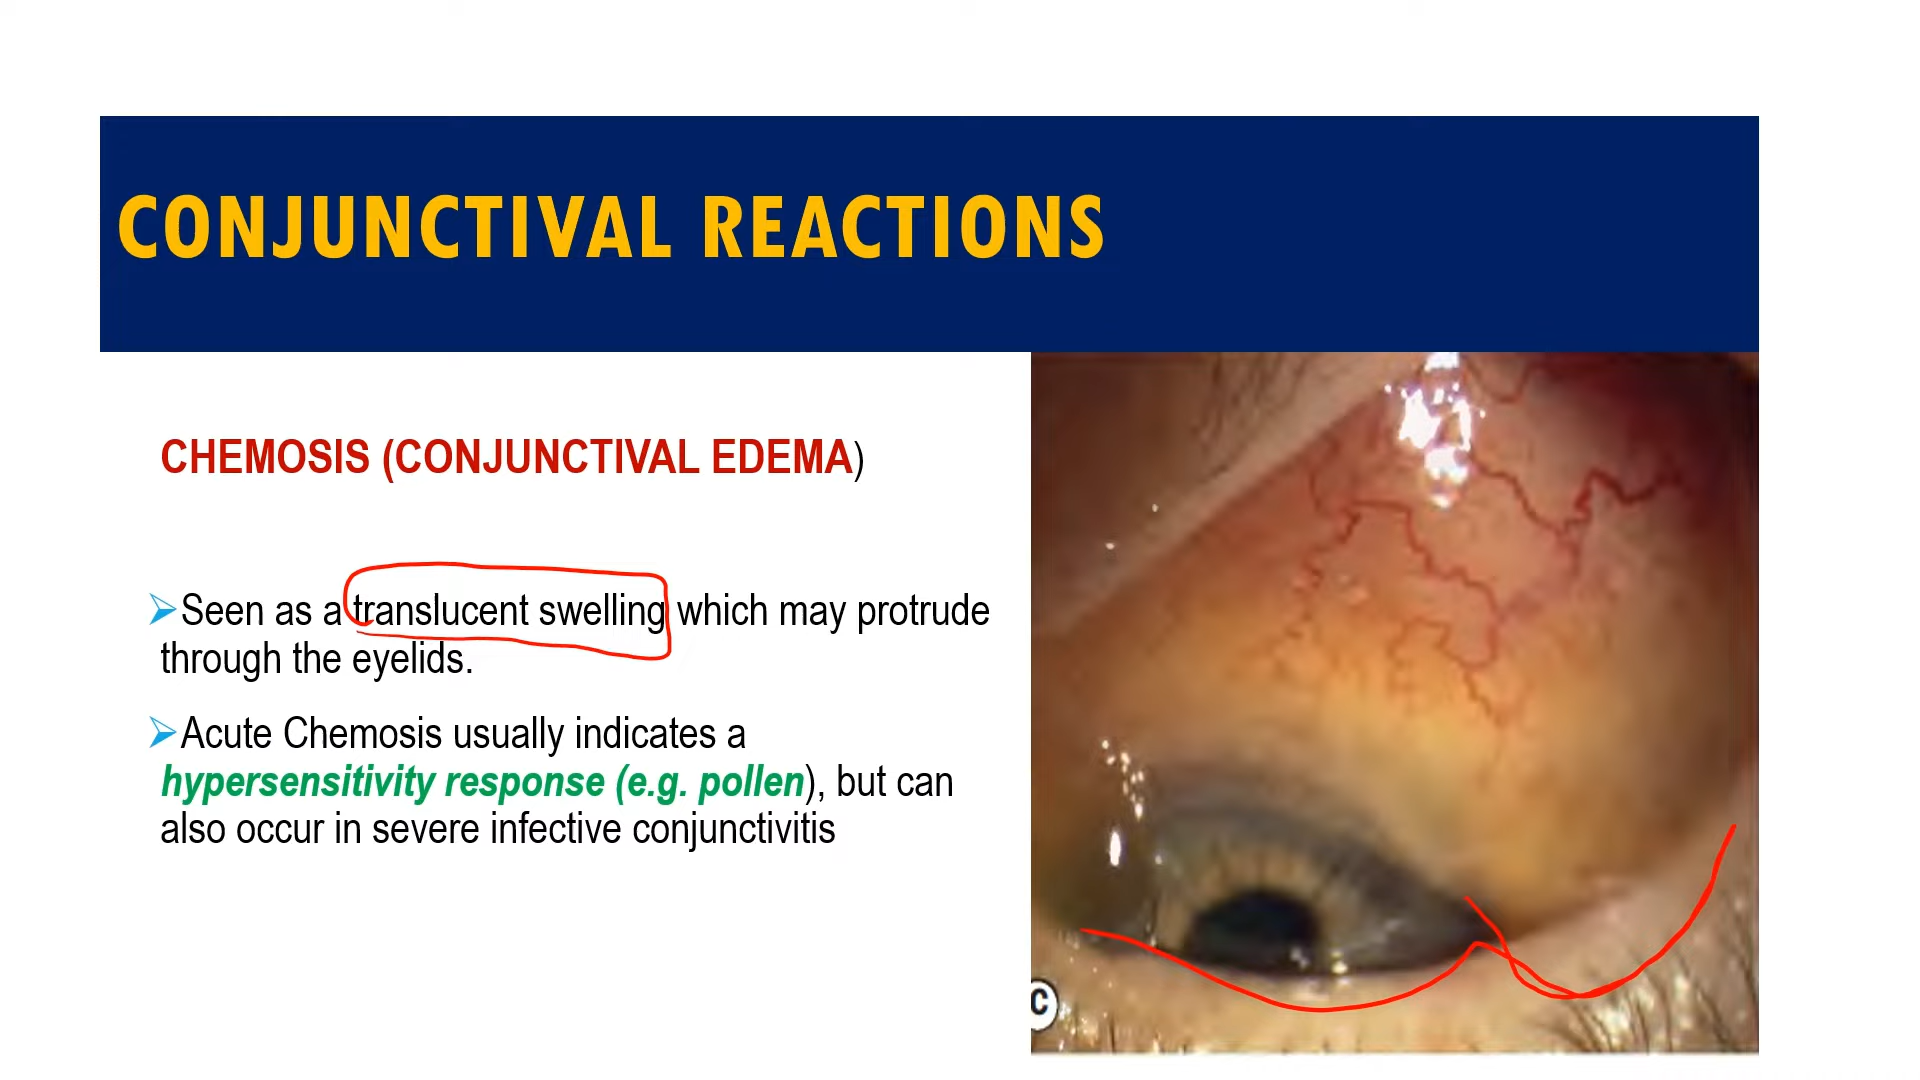 CONJUNCTIVAL REACTIONS
CHEMOSIS (CONJUNCTIVAL EDEMA)
Seen as a translucent swelling which may protrude
through the eyelids.
Acute Chemosis usually indicates a
hypersensitivity response (e.g. pollen), but can
also occur in severe infective conjunctivitis
c